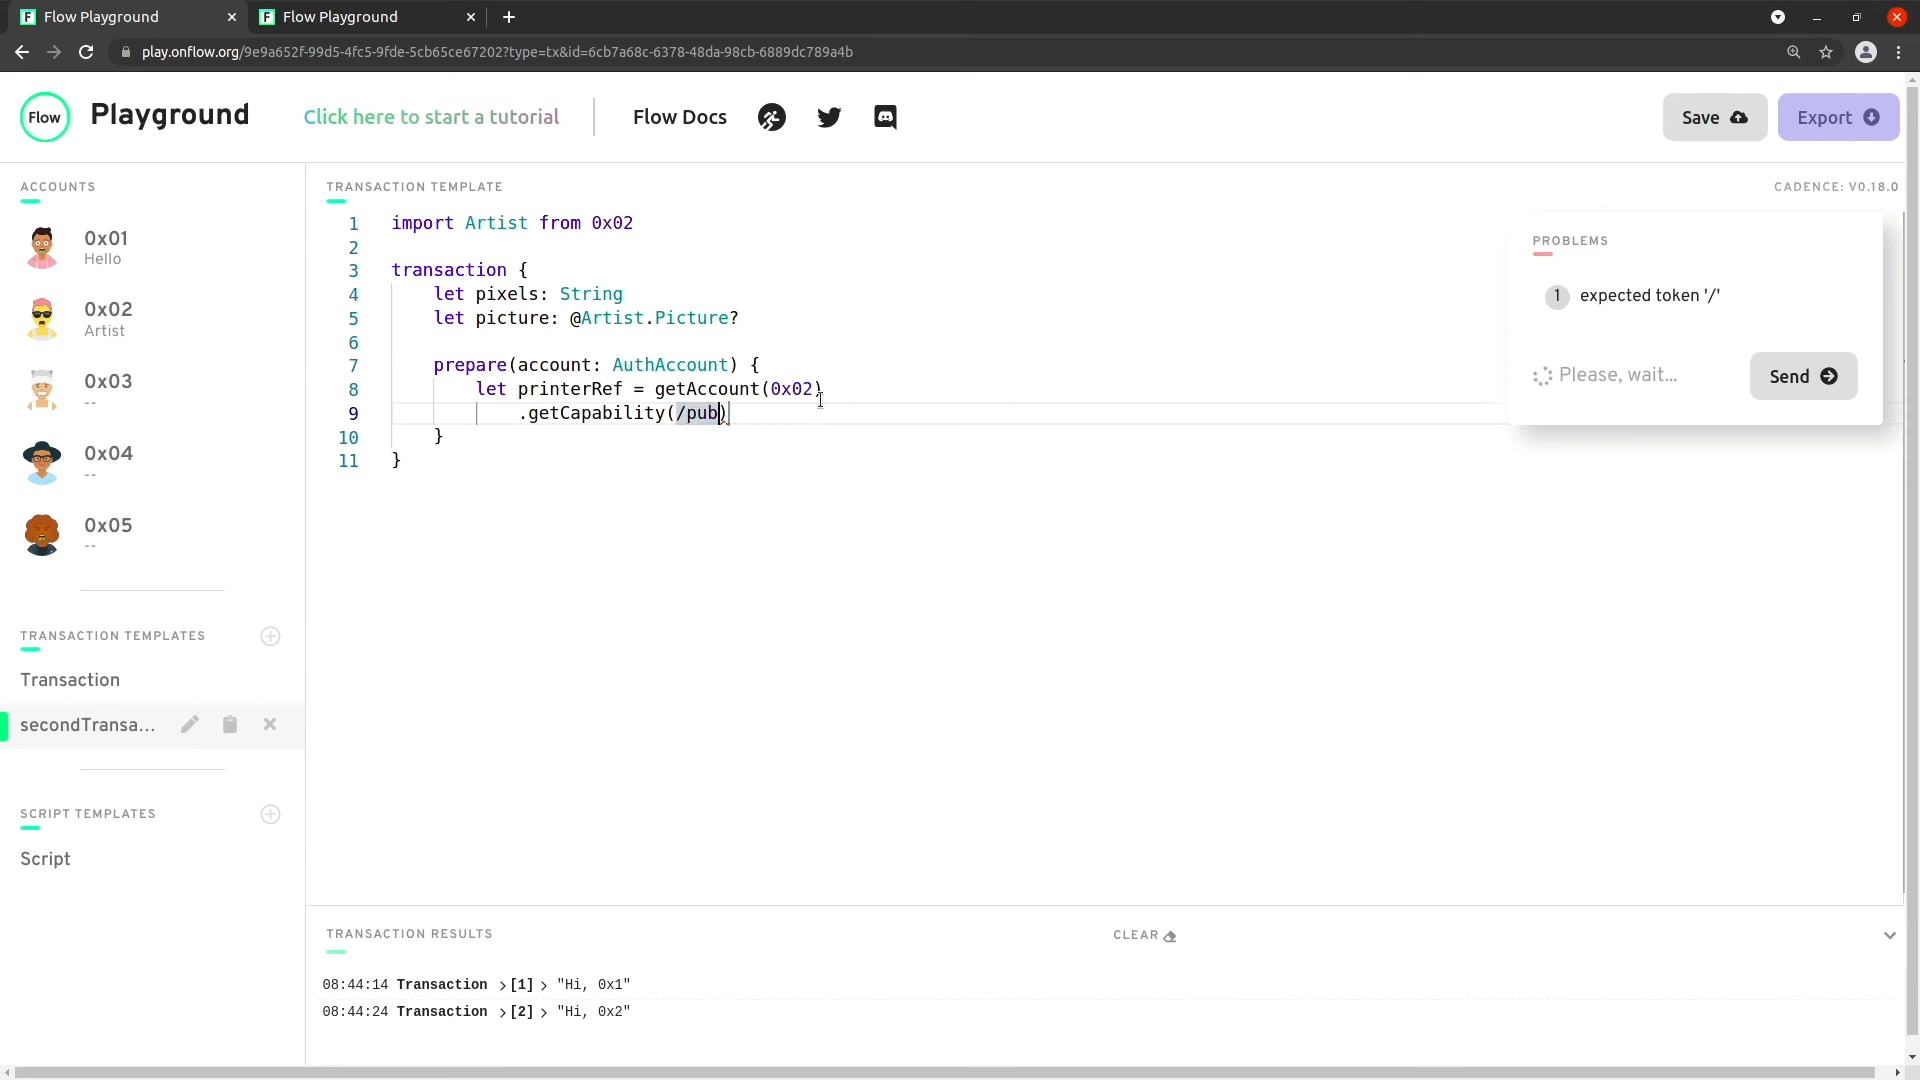 Flow Playground
Flow Playground
play.onflow.org/9e9a652f-99d5-4fc5-9fde-5cb65ce67202?type=tx&id=6cb7a68c-6378-48da-98cb-6889dc789a4b
Flow
Playground
Click here to start a tutorial
Flow Docs
Save
Export
ACCOUNTS
0x01
Hello
0x02
Artist
0x03
--
0x04
--
0x05
--
TRANSACTION TEMPLATES
Transaction
secondTransa...
SCRIPT TEMPLATES
Script
TRANSACTION TEMPLATE
CADENCE: V0.18.0
1 import Artist from 0x02
2
3 transaction {
4 let pixels: String
5 let picture: @Artist.Picture?
6
7 prepare(account: AuthAccount) {
8 let printerRef = getAccount(0x02)
9 .getCapability(/pub)
10 }
11 }
PROBLEMS
1 expected token '/'
Please, wait...
Send
TRANSACTION RESULTS
CLEAR
08:44:14 Transaction >[1] > "Hi, 0x1"
08:44:24 Transaction >[2] > "Hi, 0x2"